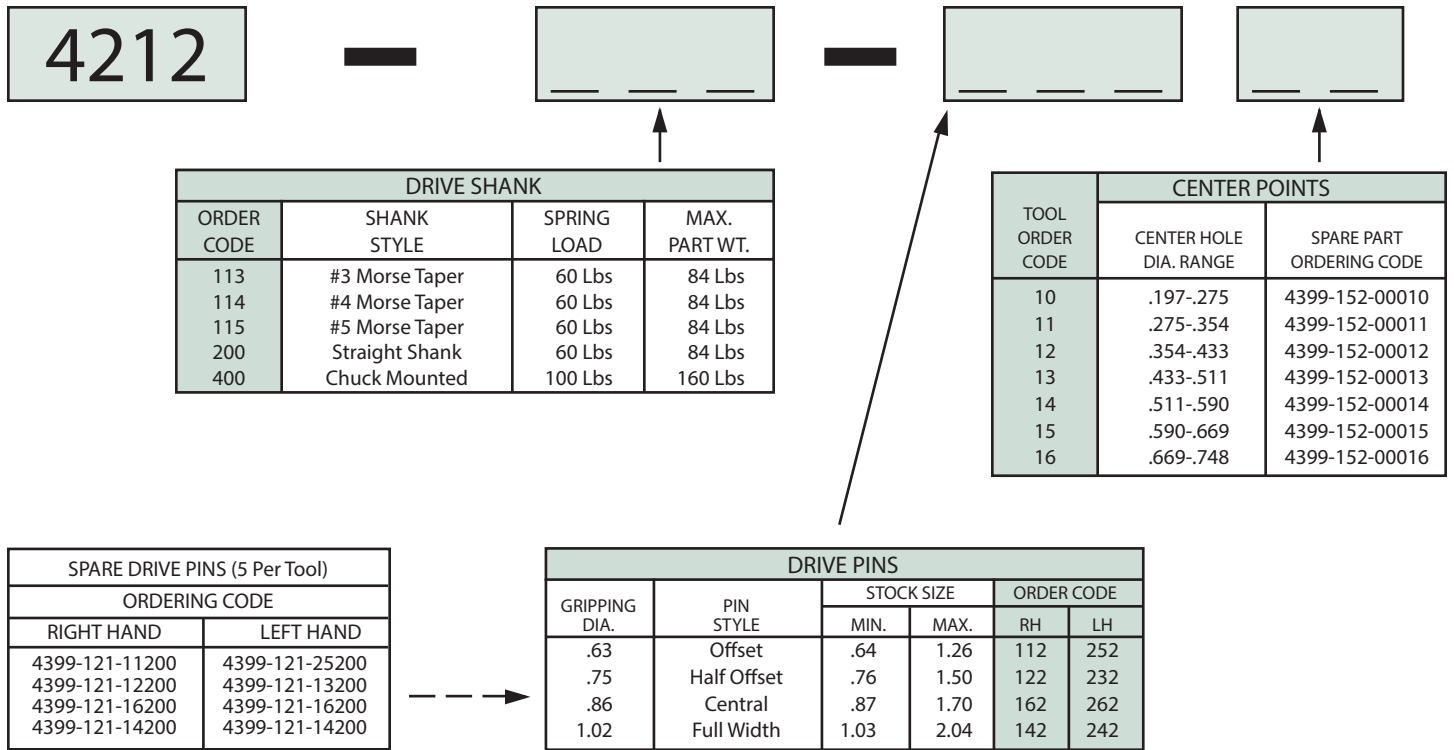 4212 — _ _ _ — _ _ _ _ _
DRIVE SHANK
ORDER CODE SHANK STYLE SPRING LOAD MAX. PART WT.
113 #3 Morse Taper 60 Lbs 84 Lbs
114 #4 Morse Taper 60 Lbs 84 Lbs
115 #5 Morse Taper 60 Lbs 84 Lbs
200 Straight Shank 60 Lbs 84 Lbs
400 Chuck Mounted 100 Lbs 160 Lbs
CENTER POINTS
TOOL ORDER CODE CENTER HOLE DIA. RANGE SPARE PART ORDERING CODE
10 .197-.275 4399-152-00010
11 .275-.354 4399-152-00011
12 .354-.433 4399-152-00012
13 .433-.511 4399-152-00013
14 .511-.590 4399-152-00014
15 .590-.669 4399-152-00015
16 .669-.748 4399-152-00016
SPARE DRIVE PINS (5 Per Tool)
ORDERING CODE
RIGHT HAND LEFT HAND
4399-121-11200 4399-121-25200
4399-121-12200 4399-121-13200
4399-121-16200 4399-121-16200
4399-121-14200 4399-121-14200
DRIVE PINS
GRIPPING DIA. PIN STYLE STOCK SIZE ORDER CODE
MIN. MAX. RH LH
.63 Offset .64 1.26 112 252
.75 Half Offset .76 1.50 122 232
.86 Central .87 1.70 162 262
1.02 Full Width 1.03 2.04 142 242